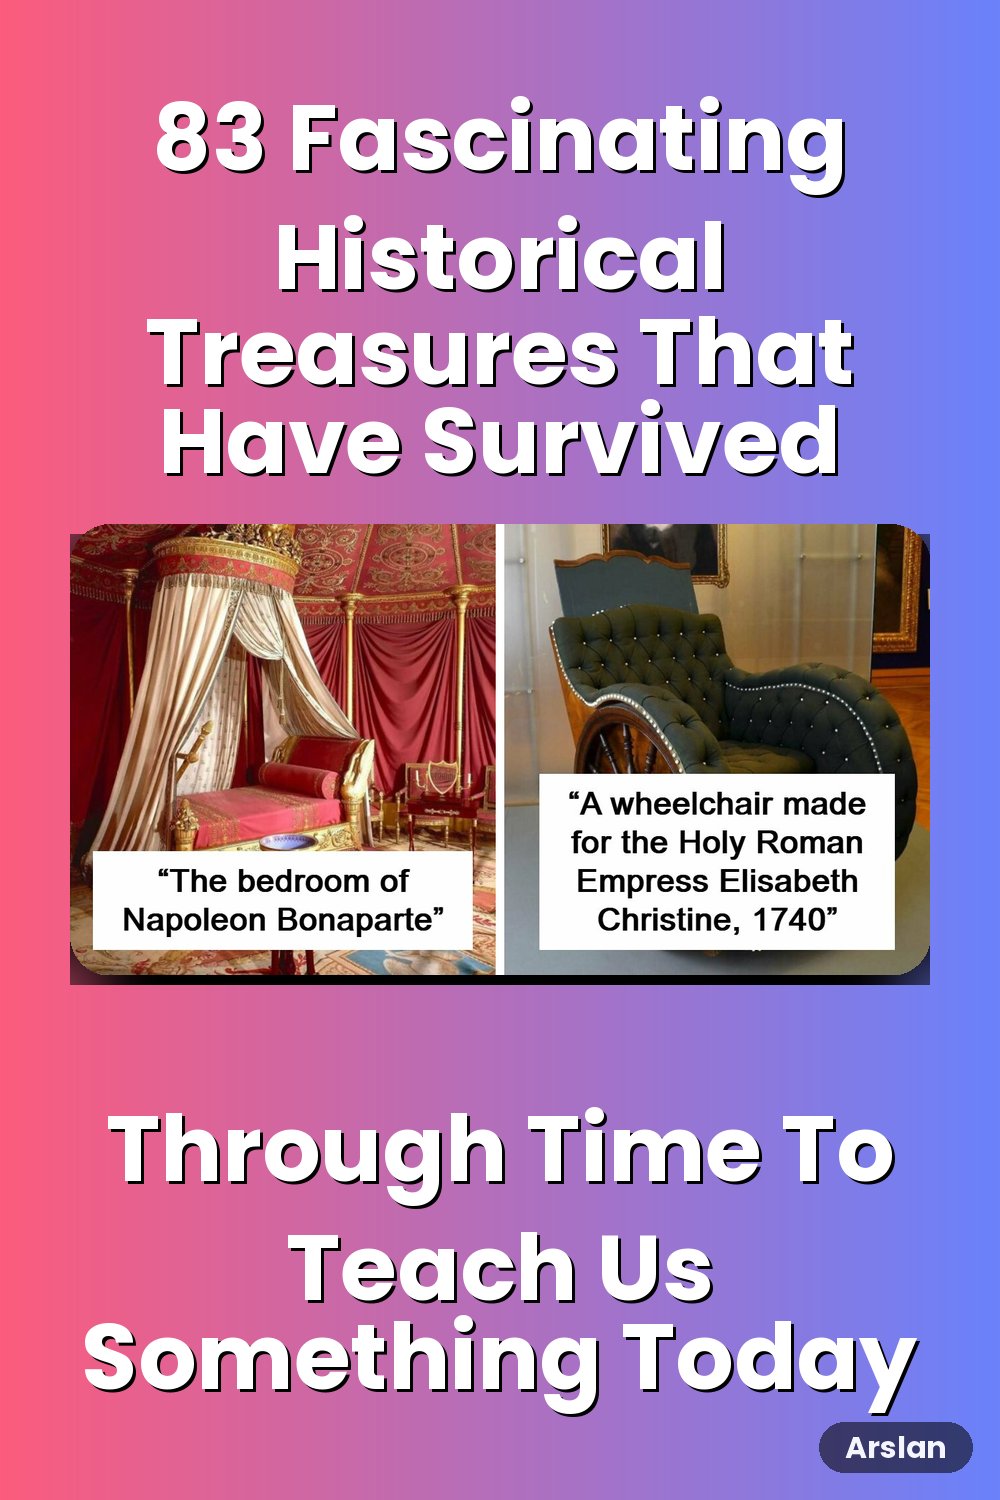 83 Fascinating
Historical
Treasures That
Have Survived
“The bedroom of
Napoleon Bonaparte”
“A wheelchair made
for the Holy Roman
Empress Elisabeth
Christine, 1740”
Through Time To
Teach Us
Something Today
Arslan